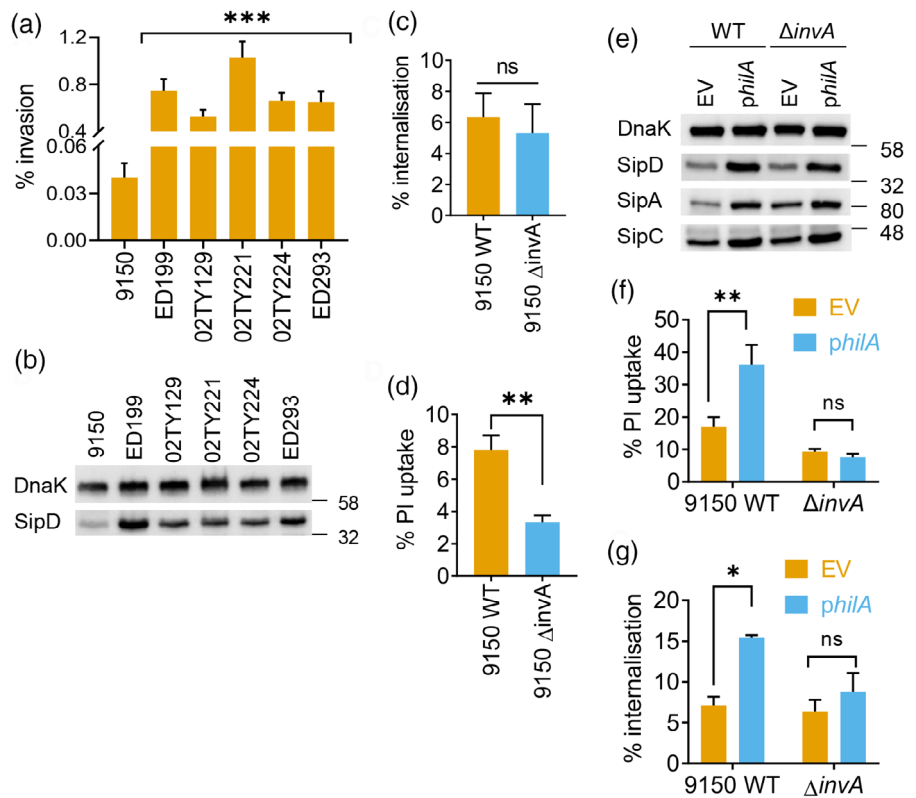 (a)
***
% invasion
1.2
0.8
0.4
0.06
0.03
0.00
9150
ED199
02TY129
02TY221
02TY224
ED293
(b)
9150
ED199
02TY129
02TY221
02TY224
ED293
DnaK
58
SipD
32
(c)
ns
% internalisation
10
8
6
4
2
0
9150 WT
9150 ΔinvA
(d)
**
% PI uptake
8
6
4
2
0
9150 WT
9150 ΔinvA
(e)
WT ΔinvA
EV philA EV philA
DnaK
58
SipD
32
SipA
80
SipC
48
(f)
EV
philA
**
ns
% PI uptake
50
40
30
20
10
0
9150 WT ΔinvA
(g)
EV
philA
*
ns
% internalisation
20
15
10
5
0
9150 WT ΔinvA